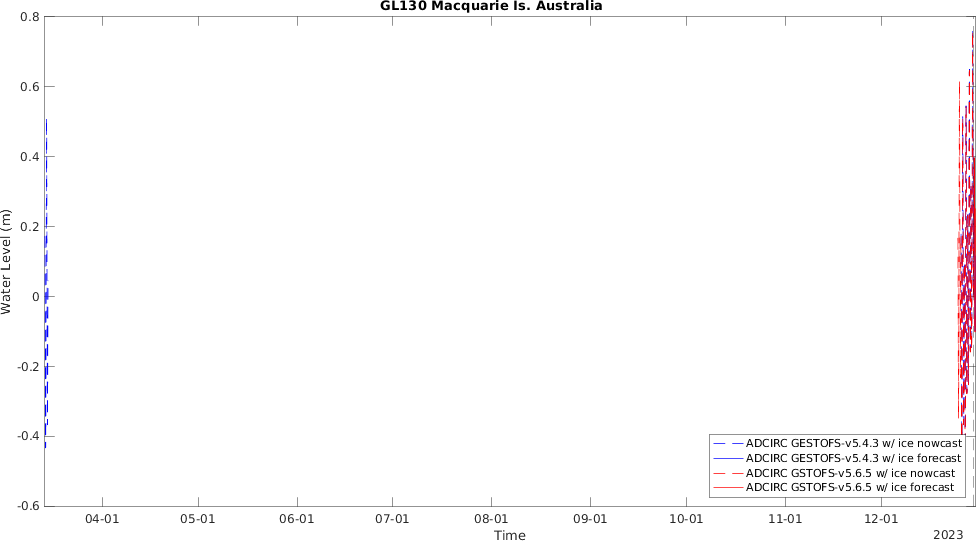 GL130 Macquarie Is. Australia
0.8
0.6
0.4
0.2
0
-0.2
-0.4
-0.6
Water Level (m)
ADCIRC GESTOFS-v5.4.3 w/ ice nowcast
ADCIRC GESTOFS-v5.4.3 w/ ice forecast
ADCIRC GSTOFS-v5.6.5 w/ ice nowcast
ADCIRC GSTOFS-v5.6.5 w/ ice forecast
04-01 05-01 06-01 07-01 08-01 09-01 10-01 11-01 12-01
Time
2023